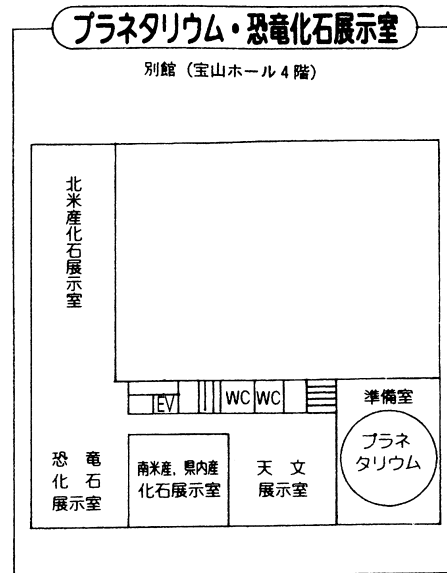 プラネタリウム・恐竜化石展示室
別館（宝山ホール4階）
北米産化石展示室
EV
WC
WC
準備室
プラネ
タリウム
恐竜
化石
展示室
南米産，県内産
化石展示室
天文
展示室